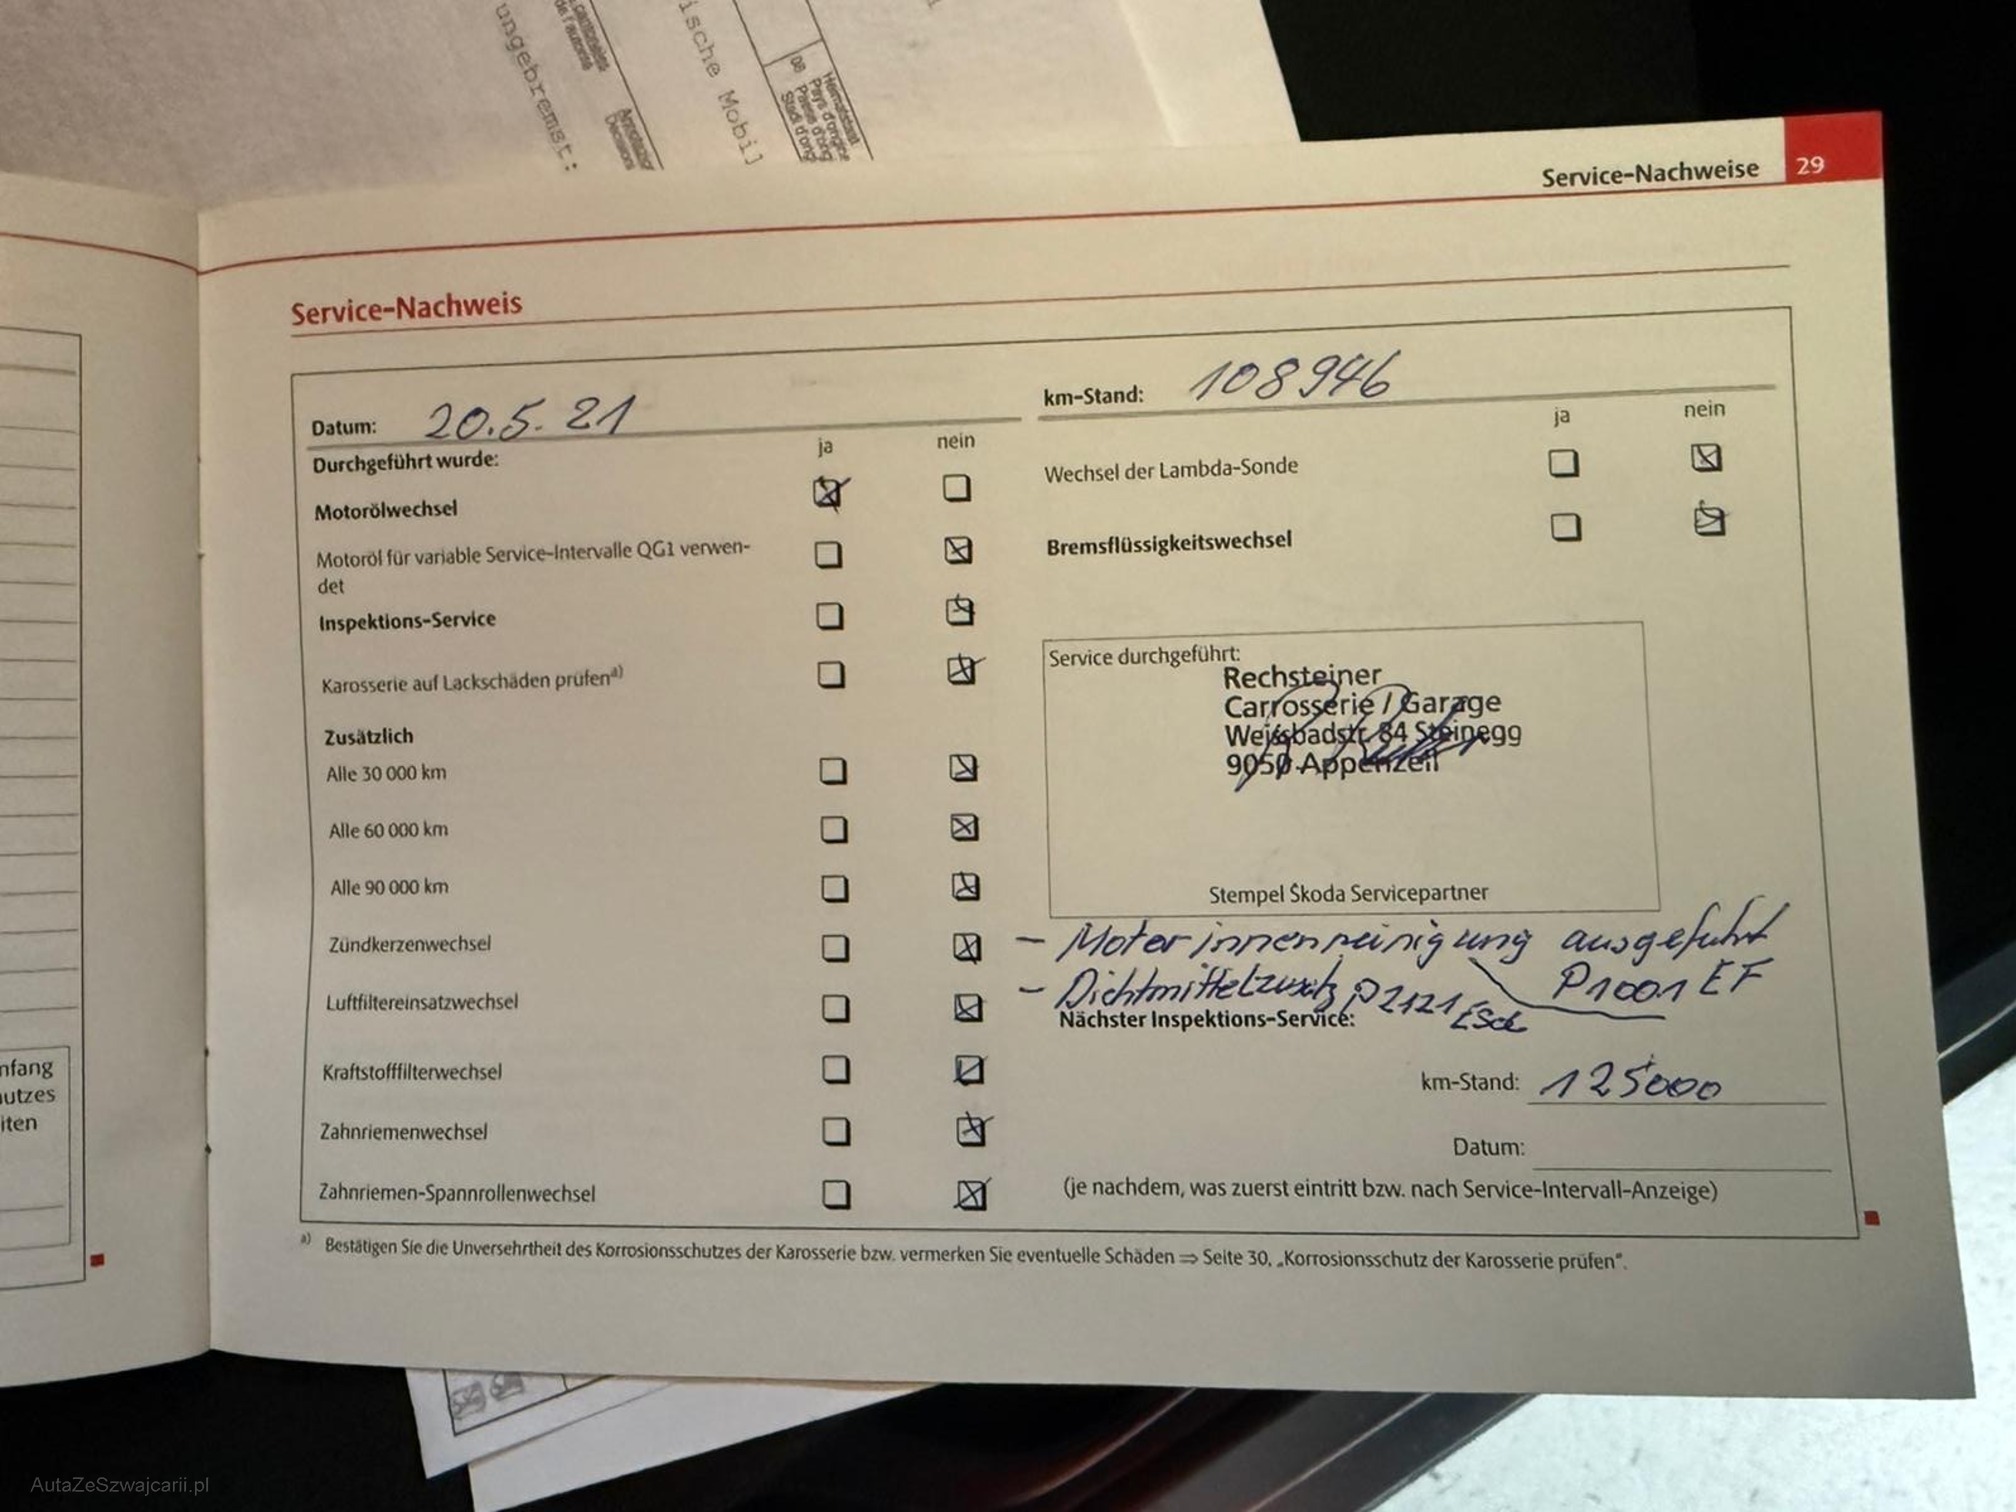 ungebremst:
ische Mobil
Service-Nachweise 29
Service-Nachweis
Datum: 20.5.21
km-Stand: 108946
Durchgeführt wurde:
ja nein
ja nein
Motorölwechsel
Motoröl für variable Service-Intervalle QG1 verwen-
det
Inspektions-Service
Karosserie auf Lackschäden prüfen a)
Zusätzlich
Alle 30 000 km
Alle 60 000 km
Alle 90 000 km
Zündkerzenwechsel
Luftfiltereinsatzwechsel
Kraftstofffilterwechsel
Zahnriemenwechsel
Zahnriemen-Spannrollenwechsel
Wechsel der Lambda-Sonde
Bremsflüssigkeitswechsel
Service durchgeführt:
Rechsteiner
Carrosserie / Garage
Weissbadstr. 84 Steinegg
9050 Appenzell
Stempel Škoda Servicepartner
- Motorinnenreinigung ausgeführt
P1001 EF
- Dichtmittelzusatz P2121
Nächster Inspektions-Service:
km-Stand: 125000
Datum:
(je nachdem, was zuerst eintritt bzw. nach Service-Intervall-Anzeige)
a) Bestätigen Sie die Unversehrtheit des Korrosionsschutzes der Karosserie bzw. vermerken Sie eventuelle Schäden ⇒ Seite 30, „Korrosionsschutz der Karosserie prüfen“.
nfang
utzes
iten
AutaZeSzwajcarii.pl